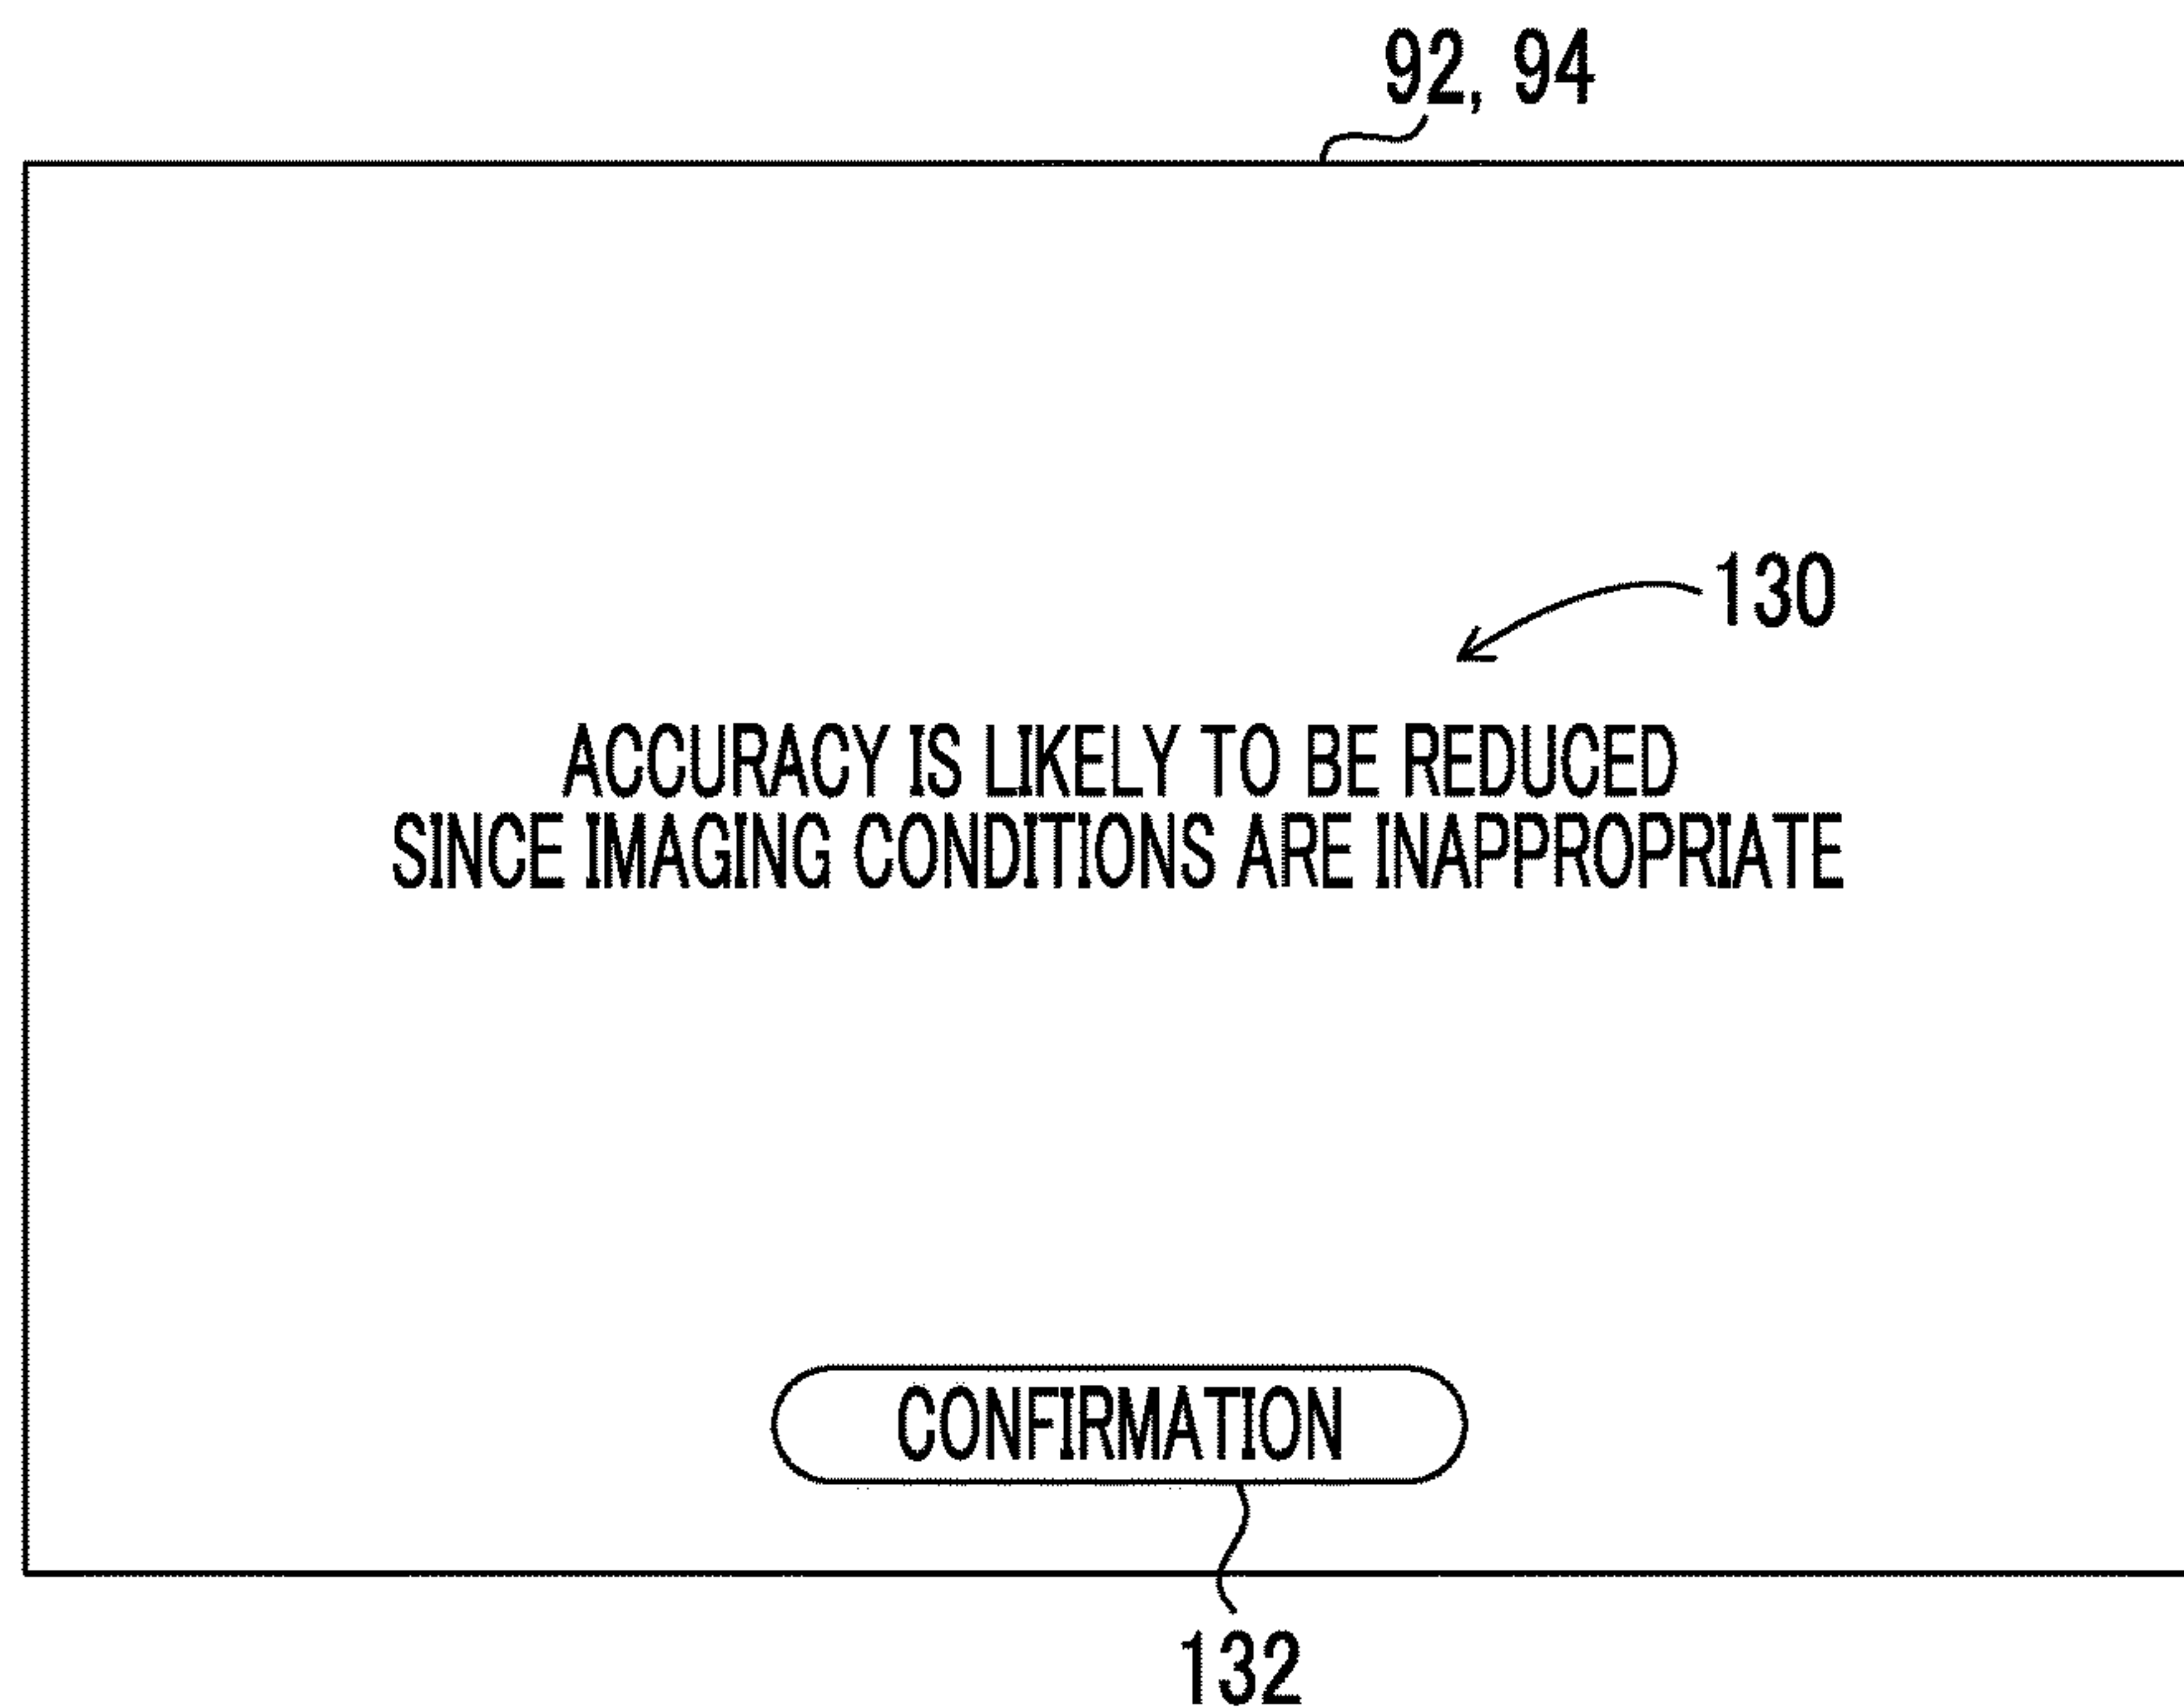 92, 94
130
ACCURACY IS LIKELY TO BE REDUCED
SINCE IMAGING CONDITIONS ARE INAPPROPRIATE
CONFIRMATION
132